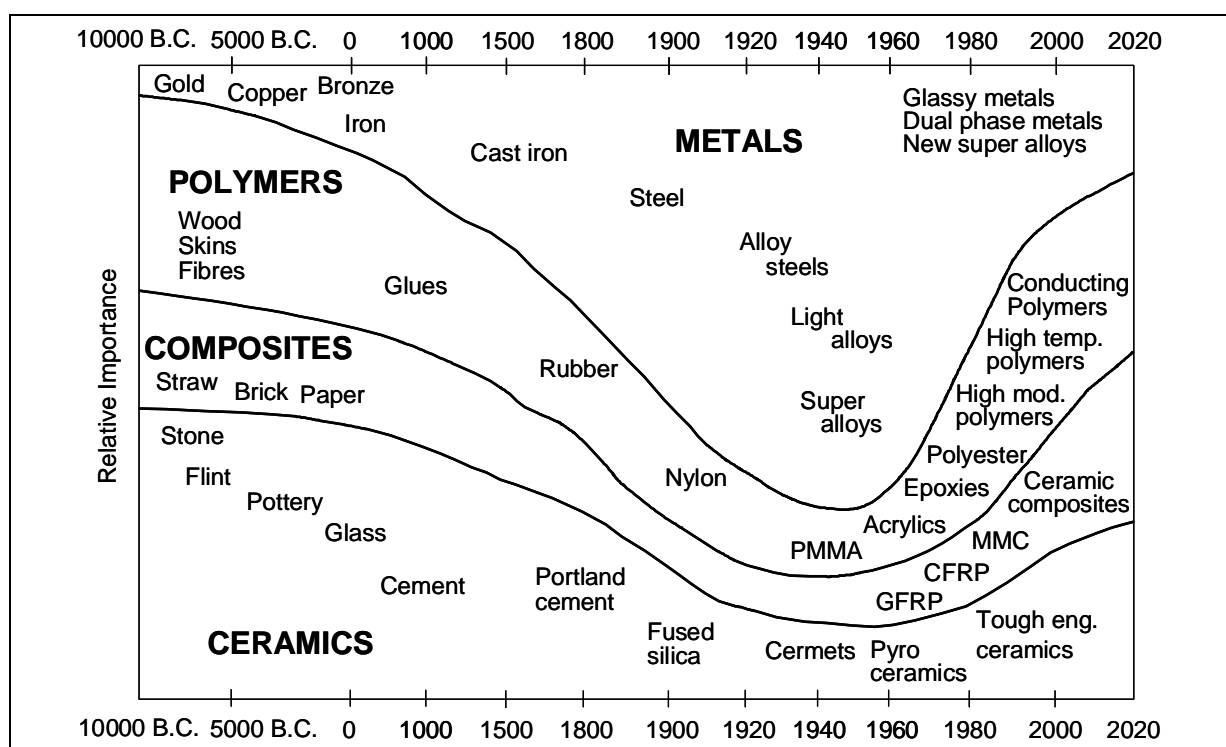 10000 B.C. 5000 B.C. 0 1000 1500 1800 1900 1920 1940 1960 1980 2000 2020
Gold
Copper
Bronze
Iron
Cast iron
METALS
Glassy metals
Dual phase metals
New super alloys
Steel
Alloy
steels
Light
alloys
Super
alloys
POLYMERS
Wood
Skins
Fibres
Glues
Rubber
Nylon
PMMA
Acrylics
Epoxies
Polyester
High mod.
polymers
High temp.
polymers
Conducting
Polymers
COMPOSITES
Straw
Brick
Paper
GFRP
CFRP
MMC
Ceramic
composites
Stone
Flint
Pottery
Glass
Cement
Portland
cement
CERAMICS
Fused
silica
Cermets
Pyro
ceramics
Tough eng.
ceramics
Relative Importance
10000 B.C. 5000 B.C. 0 1000 1500 1800 1900 1920 1940 1960 1980 2000 2020